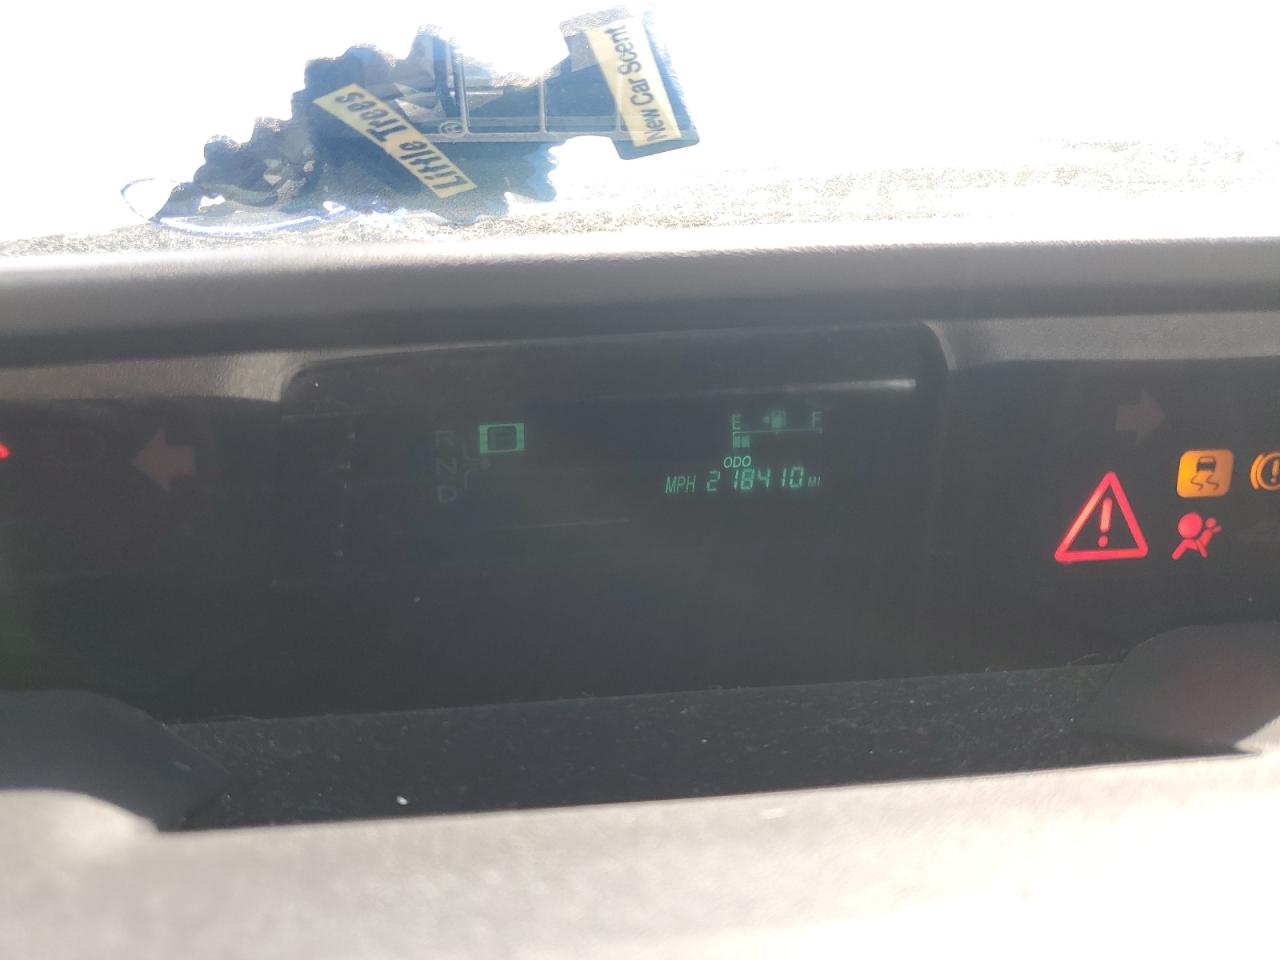 Little Trees®
New Car Scent
R P
N
D
E F
ODO
MPH 218410 MI